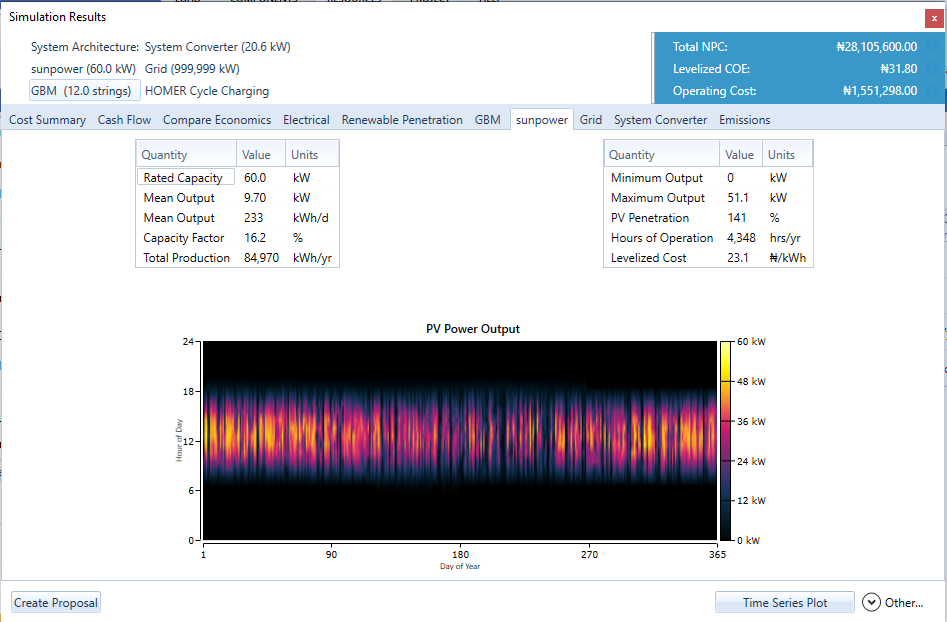 Simulation Results
x
System Architecture: System Converter (20.6 kW)
sunpower (60.0 kW) Grid (999,999 kW)
GBM (12.0 strings) HOMER Cycle Charging
Total NPC: ₦28,105,600.00
Levelized COE: ₦31.80
Operating Cost: ₦1,551,298.00
Cost Summary Cash Flow Compare Economics Electrical Renewable Penetration GBM sunpower Grid System Converter Emissions
Quantity Value Units
Rated Capacity 60.0 kW
Mean Output 9.70 kW
Mean Output 233 kWh/d
Capacity Factor 16.2 %
Total Production 84,970 kWh/yr
Quantity Value Units
Minimum Output 0 kW
Maximum Output 51.1 kW
PV Penetration 141 %
Hours of Operation 4,348 hrs/yr
Levelized Cost 23.1 ₦/kWh
PV Power Output
24
18
12
6
0
Hour of Day
1 90 180 270 365
Day of Year
60 kW
48 kW
36 kW
24 kW
12 kW
0 kW
Create Proposal
Time Series Plot
Other...